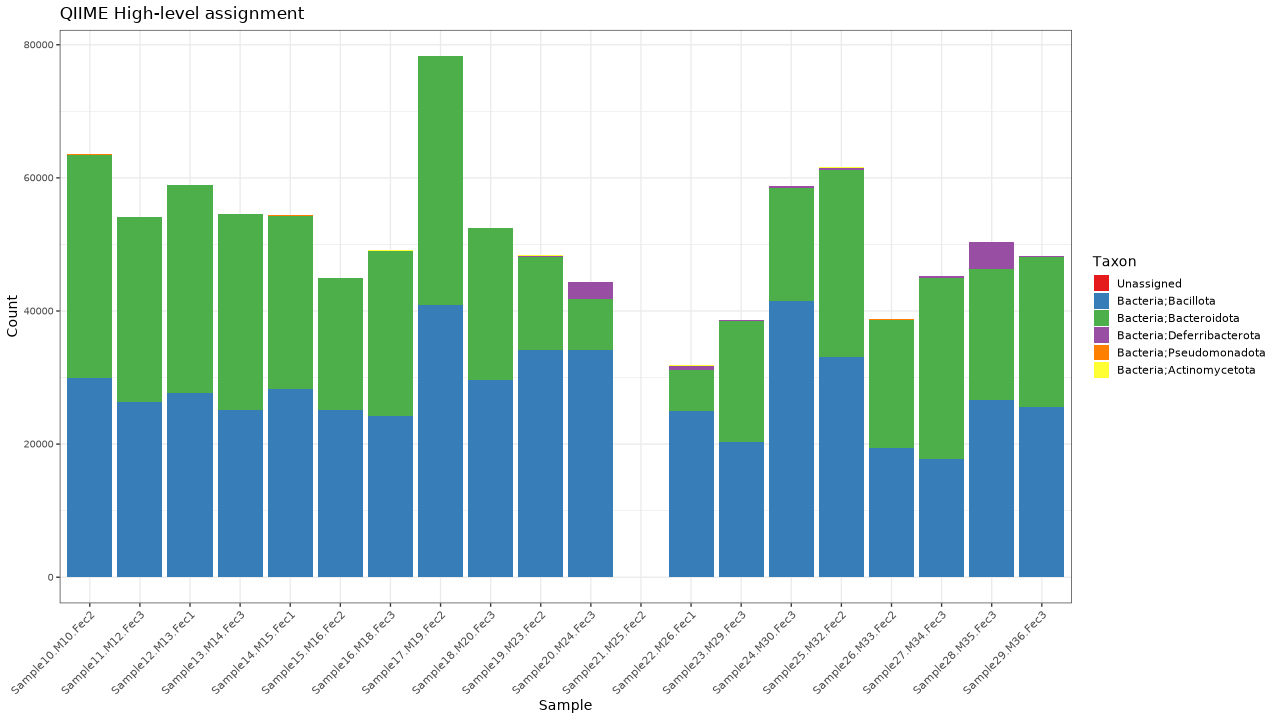 QIIME High-level assignment
80000
60000
40000
20000
0
Count
Sample10.M10.Fec2
Sample11.M12.Fec3
Sample12.M13.Fec1
Sample13.M14.Fec3
Sample14.M15.Fec1
Sample15.M16.Fec2
Sample16.M18.Fec3
Sample17.M19.Fec2
Sample18.M20.Fec3
Sample19.M23.Fec2
Sample20.M24.Fec3
Sample21.M25.Fec2
Sample22.M26.Fec1
Sample23.M29.Fec3
Sample24.M30.Fec3
Sample25.M32.Fec2
Sample26.M33.Fec2
Sample27.M34.Fec3
Sample28.M35.Fec3
Sample29.M36.Fec3
Sample
Taxon
Unassigned
Bacteria;Bacillota
Bacteria;Bacteroidota
Bacteria;Deferribacterota
Bacteria;Pseudomonadota
Bacteria;Actinomycetota